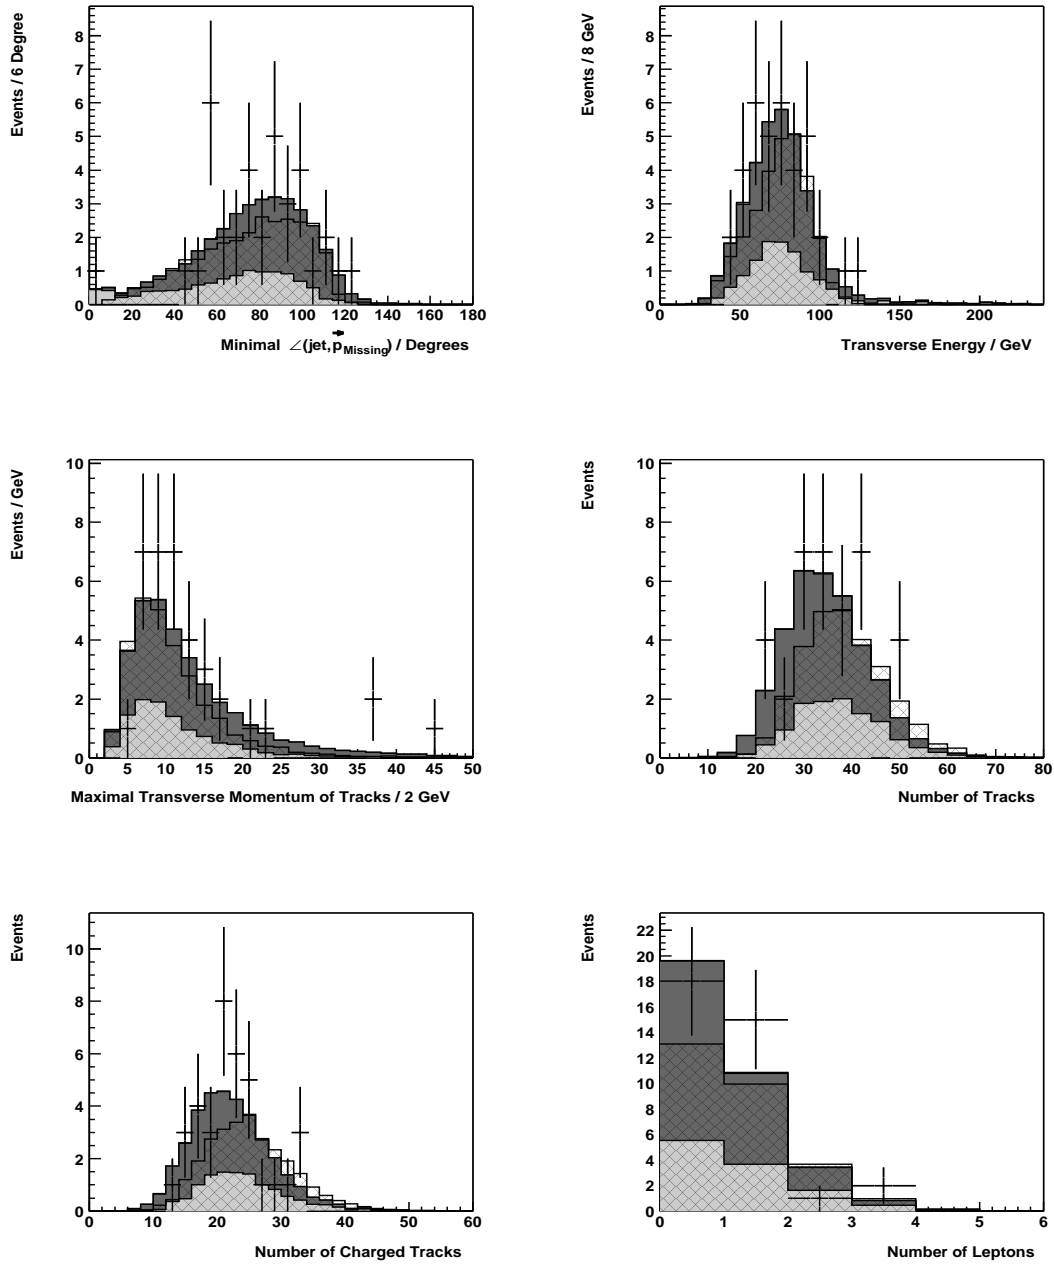 Events / 6 Degree
8
7
6
5
4
3
2
1
0
0 20 40 60 80 100 120 140 160 180
Minimal ∠(jet,p⃗Missing) / Degrees
Events / 8 GeV
8
7
6
5
4
3
2
1
0
0 50 100 150 200
Transverse Energy / GeV
Events / GeV
10
8
6
4
2
0
0 5 10 15 20 25 30 35 40 45 50
Maximal Transverse Momentum of Tracks / 2 GeV
Events
10
8
6
4
2
0
0 10 20 30 40 50 60 70 80
Number of Tracks
Events
10
8
6
4
2
0
0 10 20 30 40 50 60
Number of Charged Tracks
Events
22
20
18
16
14
12
10
8
6
4
2
0
0 1 2 3 4 5 6
Number of Leptons